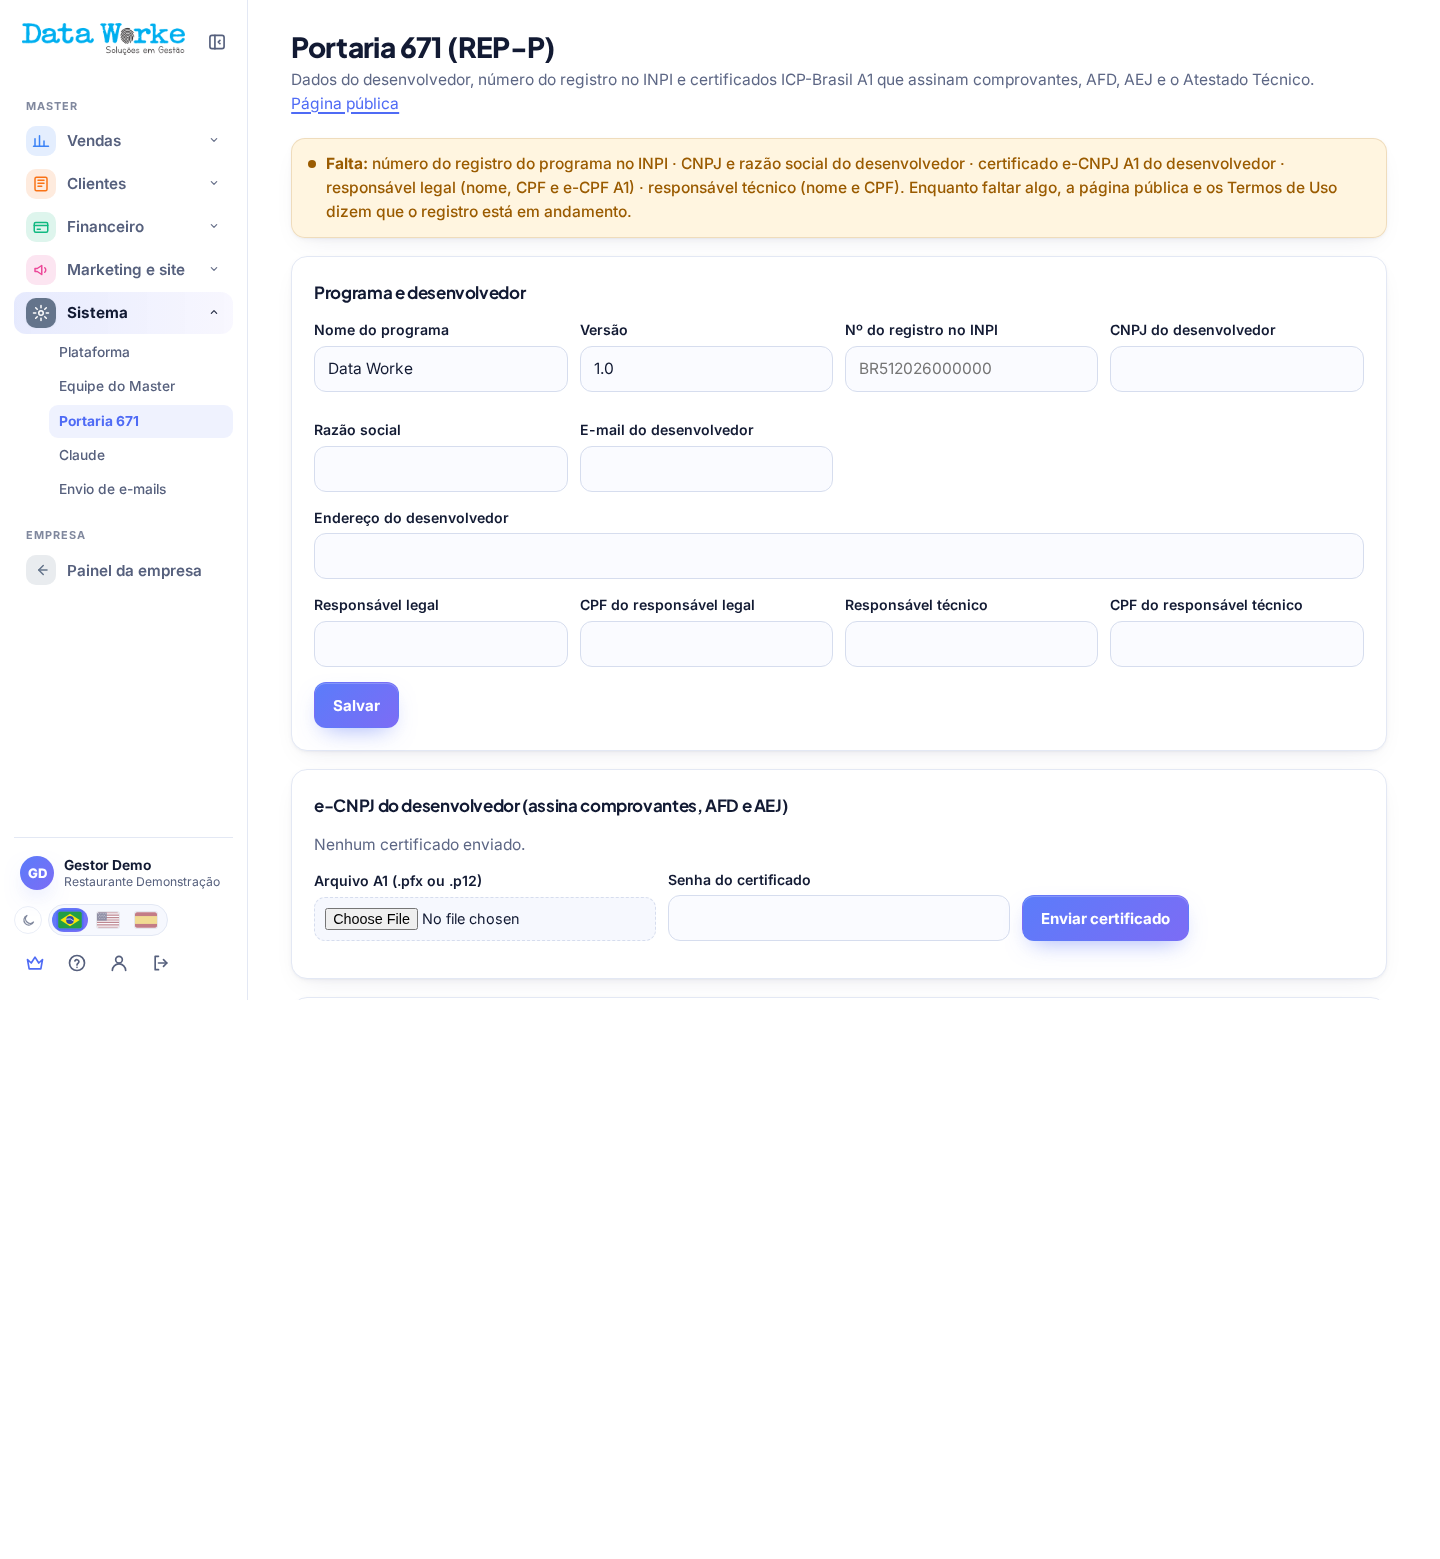 Data Worke
Soluções em Gestão
MASTER
Vendas
Clientes
Financeiro
Marketing e site
Sistema
Plataforma
Equipe do Master
Portaria 671
Claude
Envio de e-mails
EMPRESA
Painel da empresa
GD
Gestor Demo
Restaurante Demonstração
Portaria 671 (REP-P)
Dados do desenvolvedor, número do registro no INPI e certificados ICP-Brasil A1 que assinam comprovantes, AFD, AEJ e o Atestado Técnico.
Página pública
Falta: número do registro do programa no INPI · CNPJ e razão social do desenvolvedor · certificado e-CNPJ A1 do desenvolvedor ·
responsável legal (nome, CPF e e-CPF A1) · responsável técnico (nome e CPF). Enquanto faltar algo, a página pública e os Termos de Uso
dizem que o registro está em andamento.
Programa e desenvolvedor
Nome do programa
Versão
Nº do registro no INPI
CNPJ do desenvolvedor
Data Worke
1.0
BR512026000000
Razão social
E-mail do desenvolvedor
Endereço do desenvolvedor
Responsável legal
CPF do responsável legal
Responsável técnico
CPF do responsável técnico
Salvar
e-CNPJ do desenvolvedor (assina comprovantes, AFD e AEJ)
Nenhum certificado enviado.
Arquivo A1 (.pfx ou .p12)
Senha do certificado
Choose File No file chosen
Enviar certificado